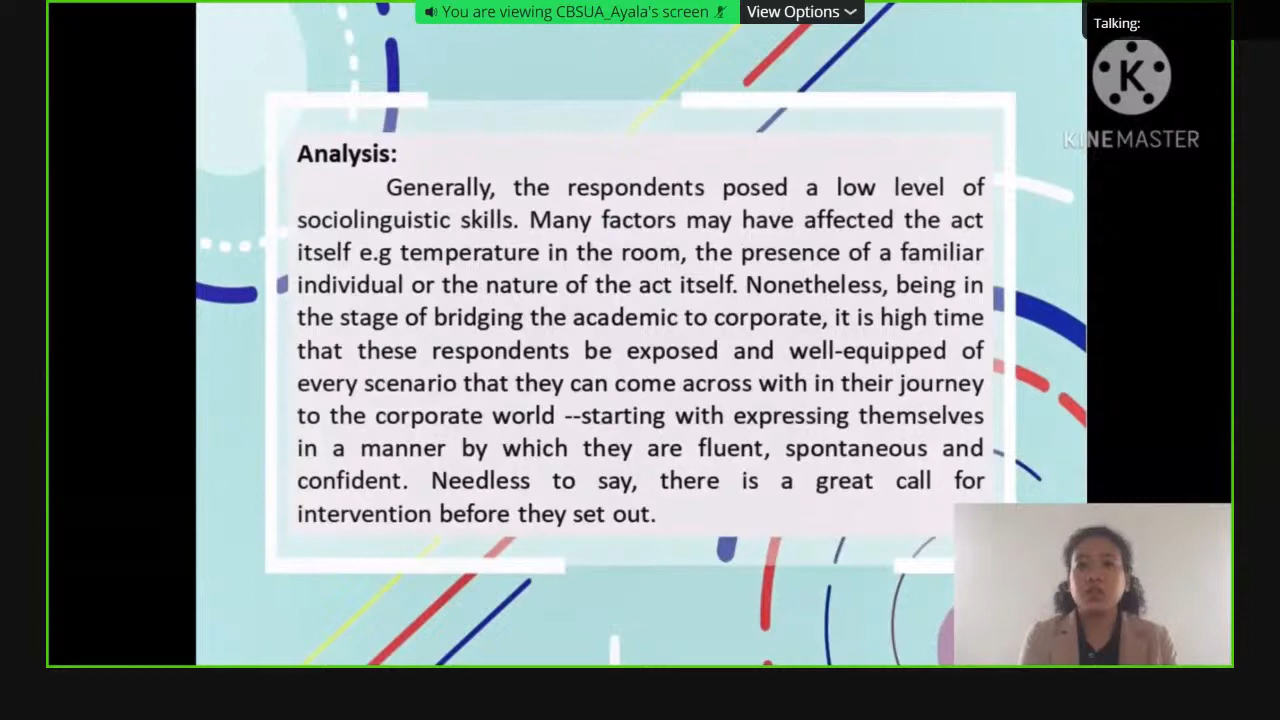 You are viewing CBSUA_Ayala's screen
View Options
Talking:
K
KINEMASTER
Analysis:
Generally, the respondents posed a low level of
sociolinguistic skills. Many factors may have affected the act
itself e.g temperature in the room, the presence of a familiar
individual or the nature of the act itself. Nonetheless, being in
the stage of bridging the academic to corporate, it is high time
that these respondents be exposed and well-equipped of
every scenario that they can come across with in their journey
to the corporate world --starting with expressing themselves
in a manner by which they are fluent, spontaneous and
confident. Needless to say, there is a great call for
intervention before they set out.